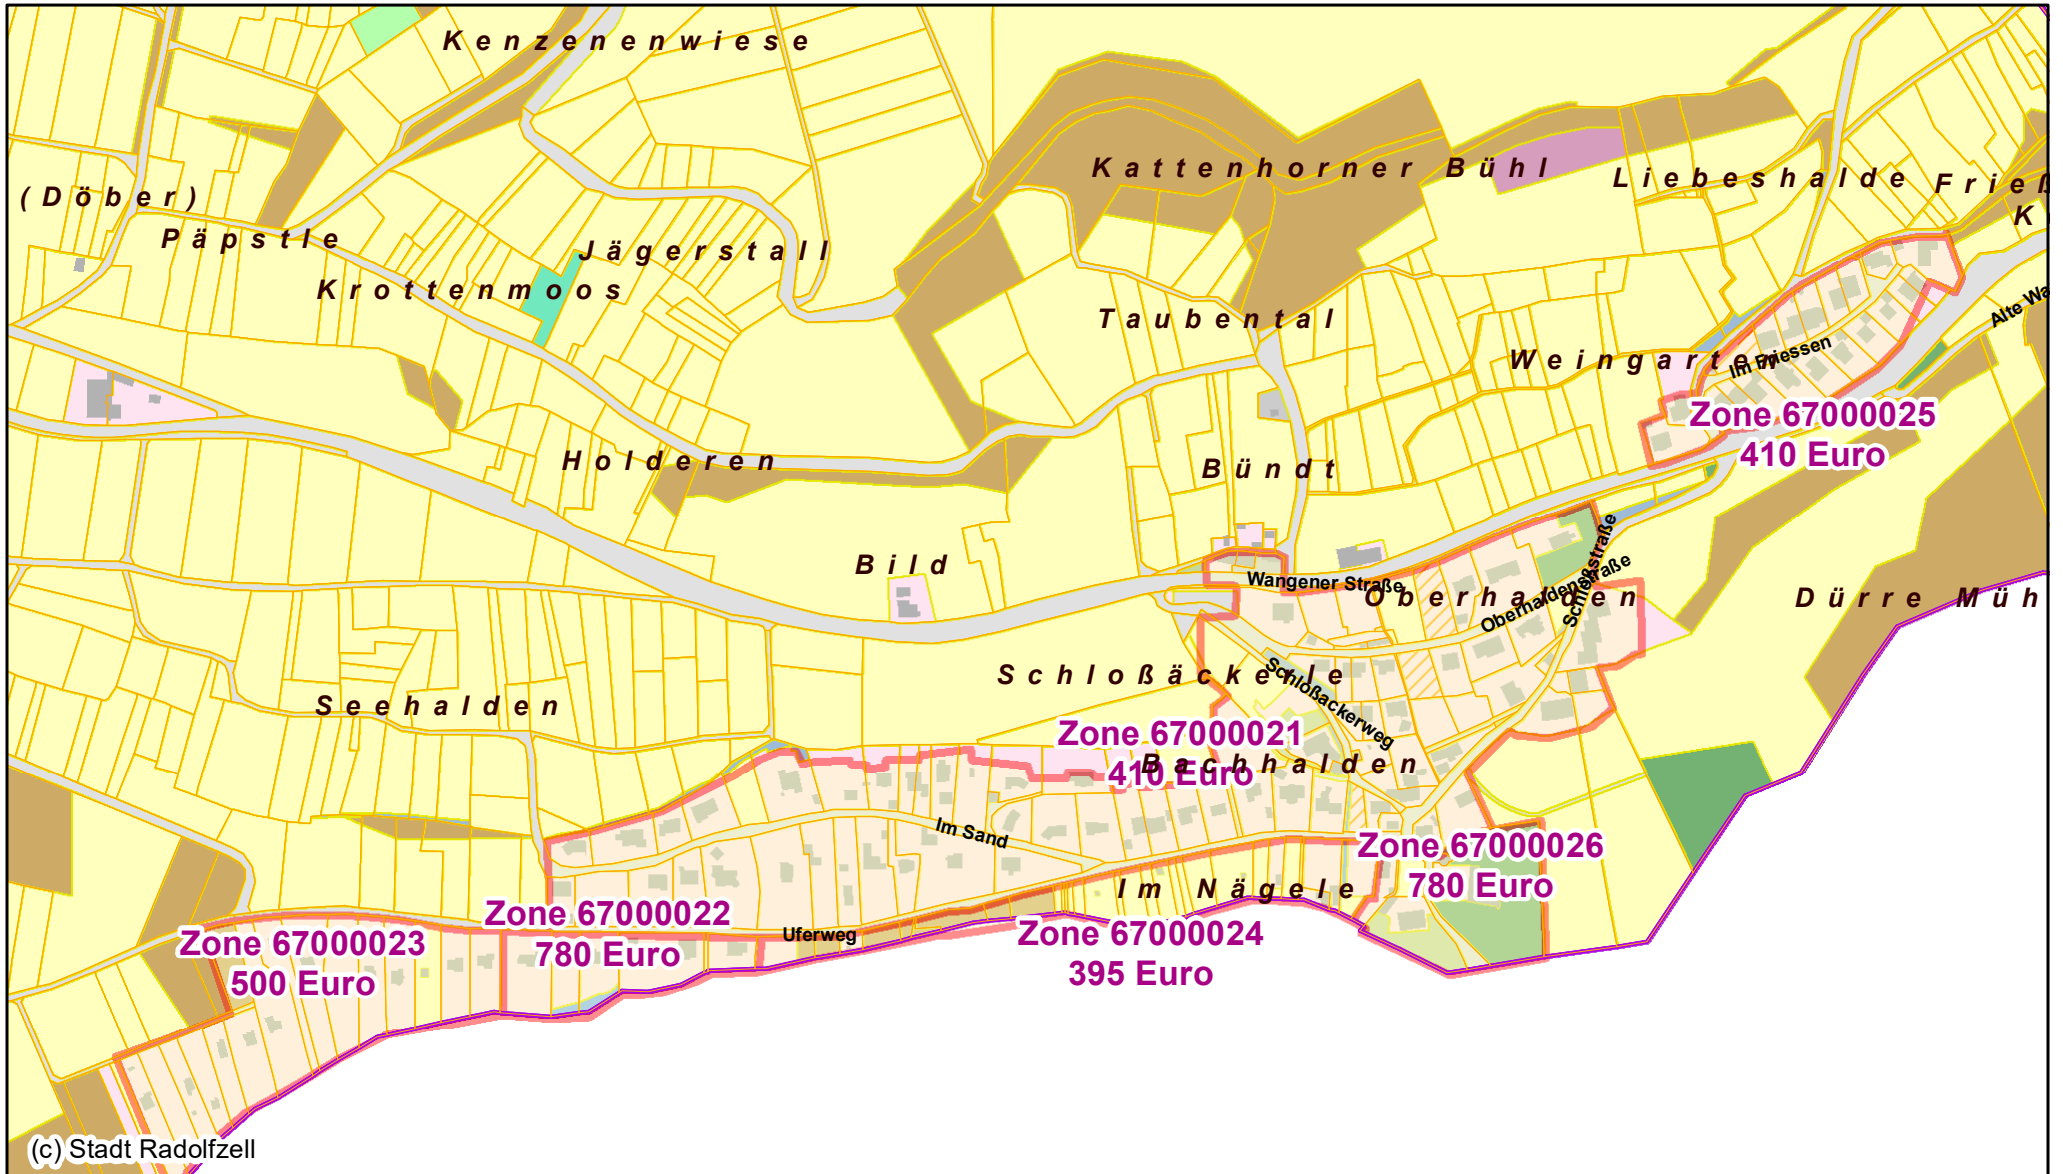 Kenzenenwiese
Kattenhorner Bühl
Liebeshalde
Frieß
K
(Döber)
Päpstle
Jägerstall
Krottenmoos
Taubental
Alte Wa
Weingarten
Im Friessen
Zone 67000025
410 Euro
Holderen
Bündt
Bild
Wangener Straße
Oberhalden
Oberhaldenstraße
Schloßstraße
Dürre Müh
Schloßäckerle
Schloßackerweg
Seehalden
Zone 67000021
410 Euro
Bachhalden
Im Sand
Zone 67000026
780 Euro
Im Nägele
Zone 67000022
780 Euro
Uferweg
Zone 67000024
395 Euro
Zone 67000023
500 Euro
(c) Stadt Radolfzell